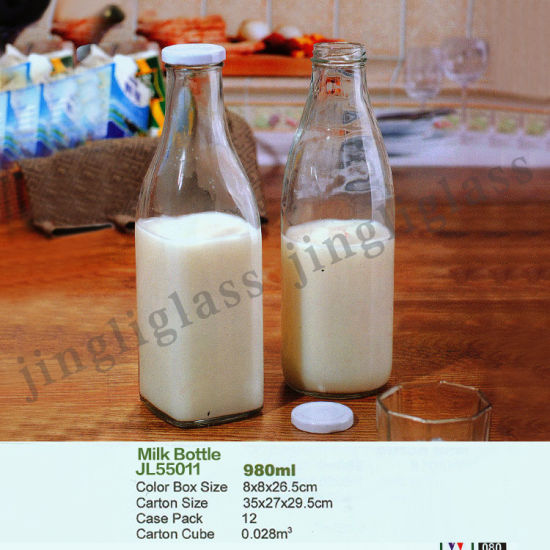 jingliglass jingliglass
Milk Bottle
JL55011 980ml
Color Box Size 8x8x26.5cm
Carton Size 35x27x29.5cm
Case Pack 12
Carton Cube 0.028m³
080